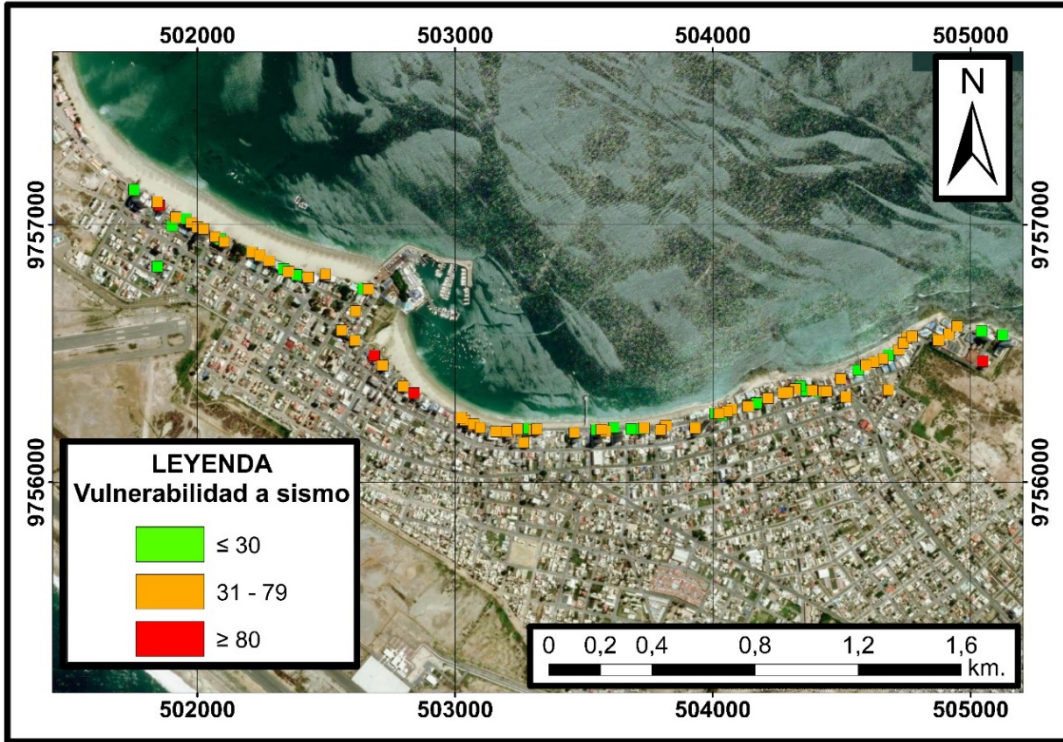 502000 503000 504000 505000
N
9757000 9757000
9756000 9756000
LEYENDA
Vulnerabilidad a sismo
≤ 30
31 - 79
≥ 80
0 0,2 0,4 0,8 1,2 1,6
km.
502000 503000 504000 505000